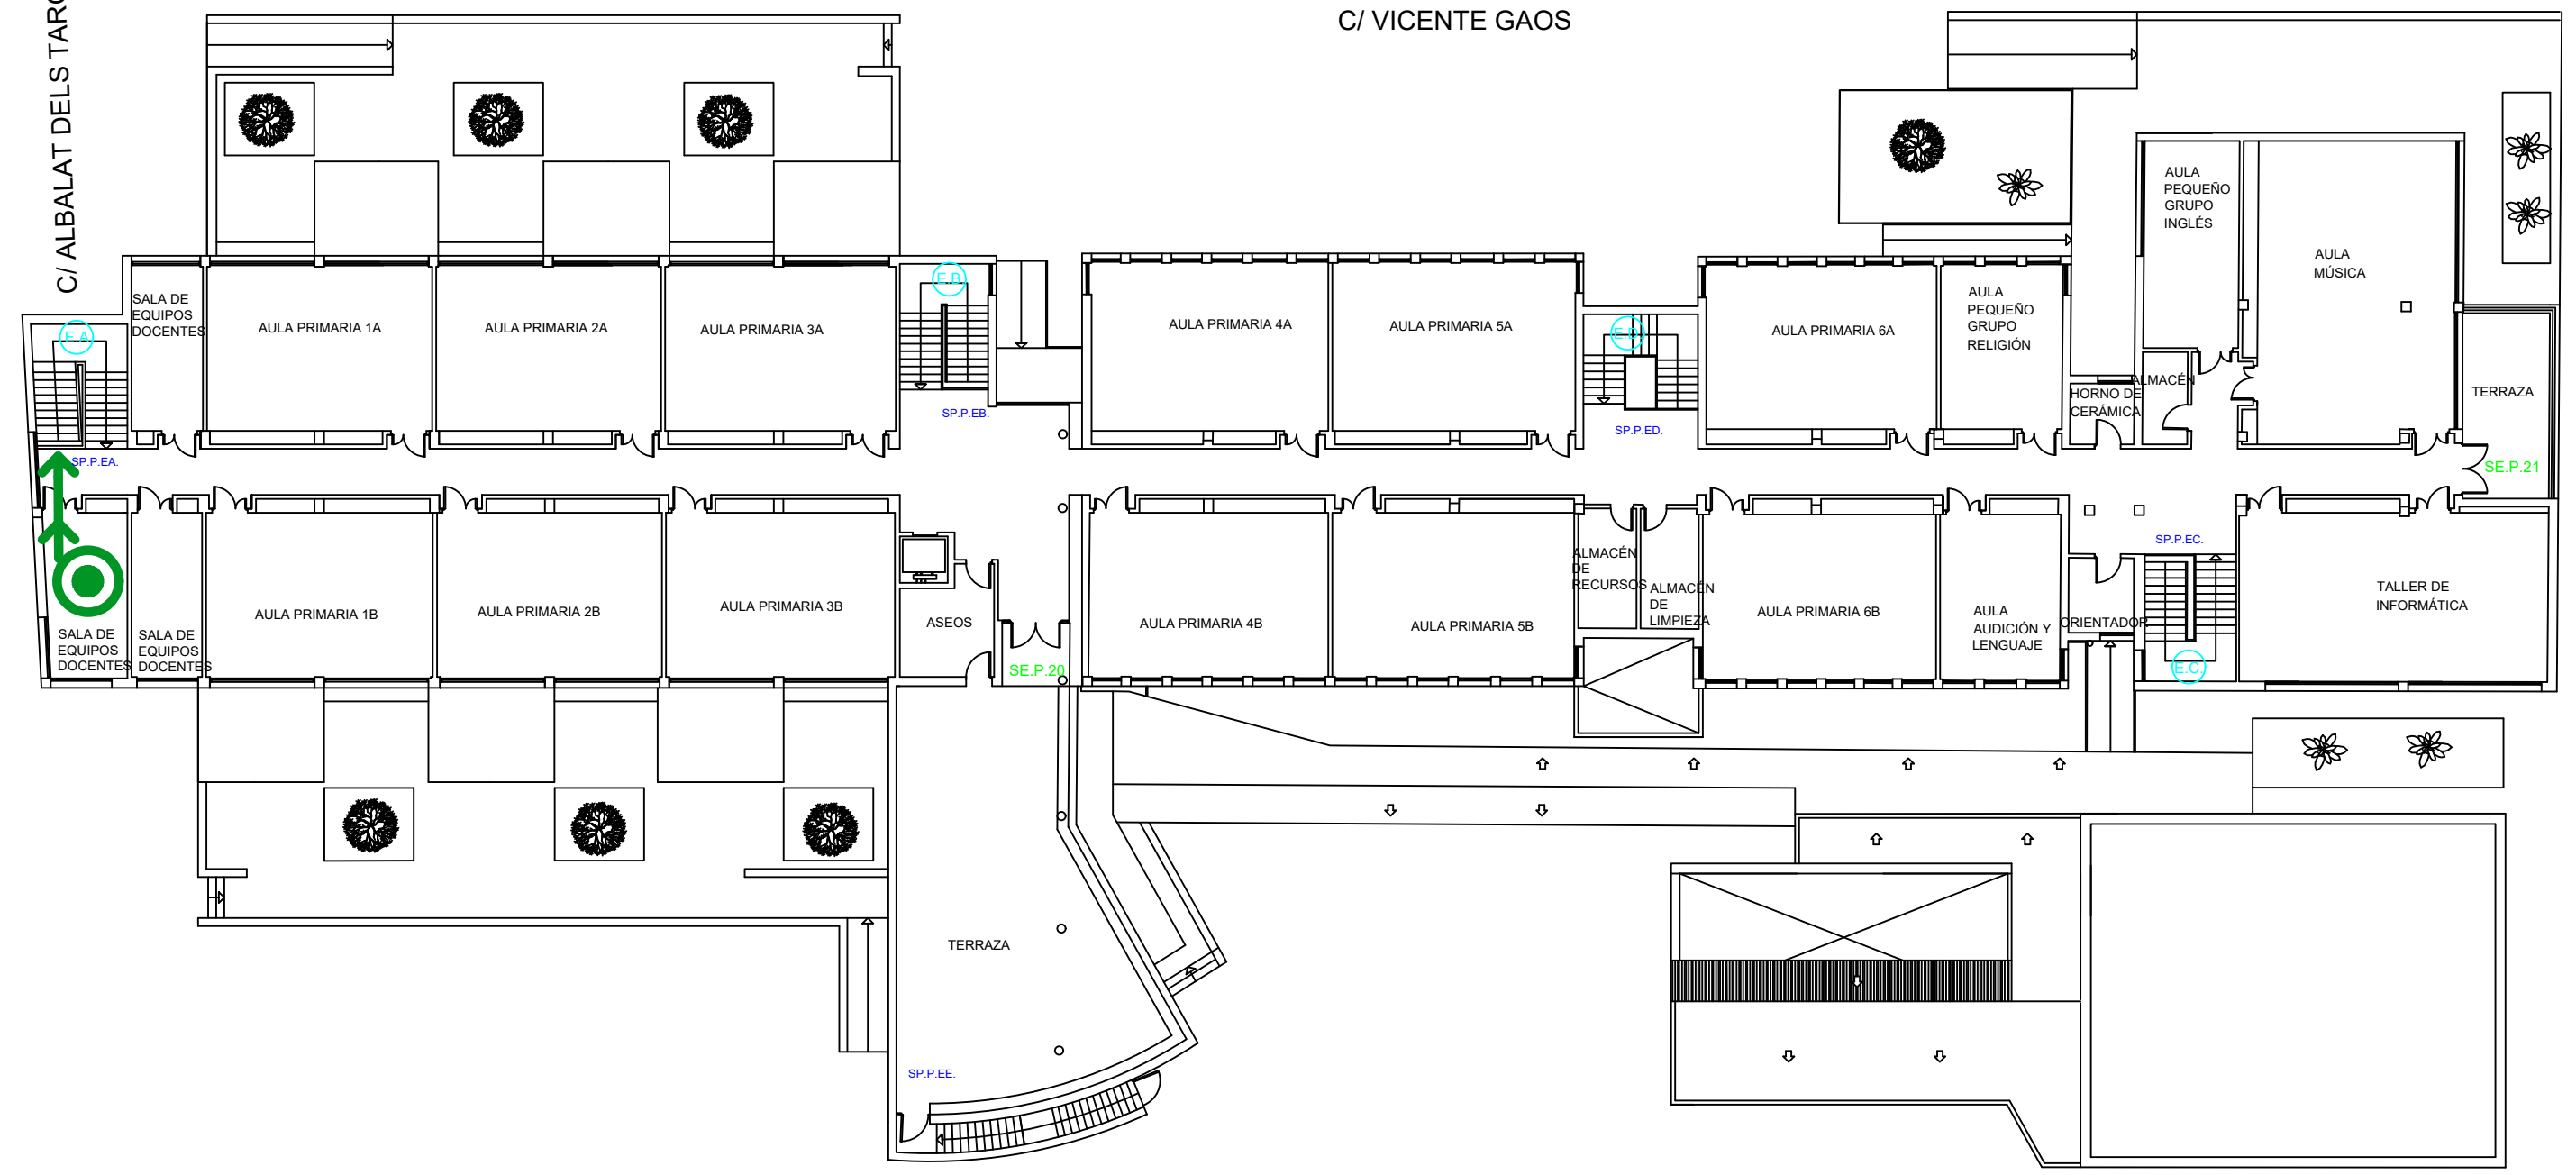 C/ ALBALAT DELS
C/ VICENTE GAOS
AULA
PEQUEÑO
GRUPO
INGLÉS
AULA
MÚSICA
E.A.
SALA DE
EQUIPOS
DOCENTES
AULA PRIMARIA 1A
AULA PRIMARIA 2A
AULA PRIMARIA 3A
E.B.
AULA PRIMARIA 4A
AULA PRIMARIA 5A
E.D.
AULA PRIMARIA 6A
AULA
PEQUEÑO
GRUPO
RELIGIÓN
HORNO DE
CERÁMICA
ALMACÉN
TERRAZA
SP.P.EA.
SP.P.EB.
SP.P.ED.
SE.P.21
SP.P.EC.
SALA DE
EQUIPOS
DOCENTES
SALA DE
EQUIPOS
DOCENTES
AULA PRIMARIA 1B
AULA PRIMARIA 2B
AULA PRIMARIA 3B
ASEOS
SE.P.20
AULA PRIMARIA 4B
AULA PRIMARIA 5B
ALMACÉN
DE
RECURSOS
ALMACÉN
DE
LIMPIEZA
AULA PRIMARIA 6B
AULA
AUDICIÓN Y
LENGUAJE
ORIENTADOR
E.C.
TALLER DE
INFORMÁTICA
TERRAZA
SP.P.EE.